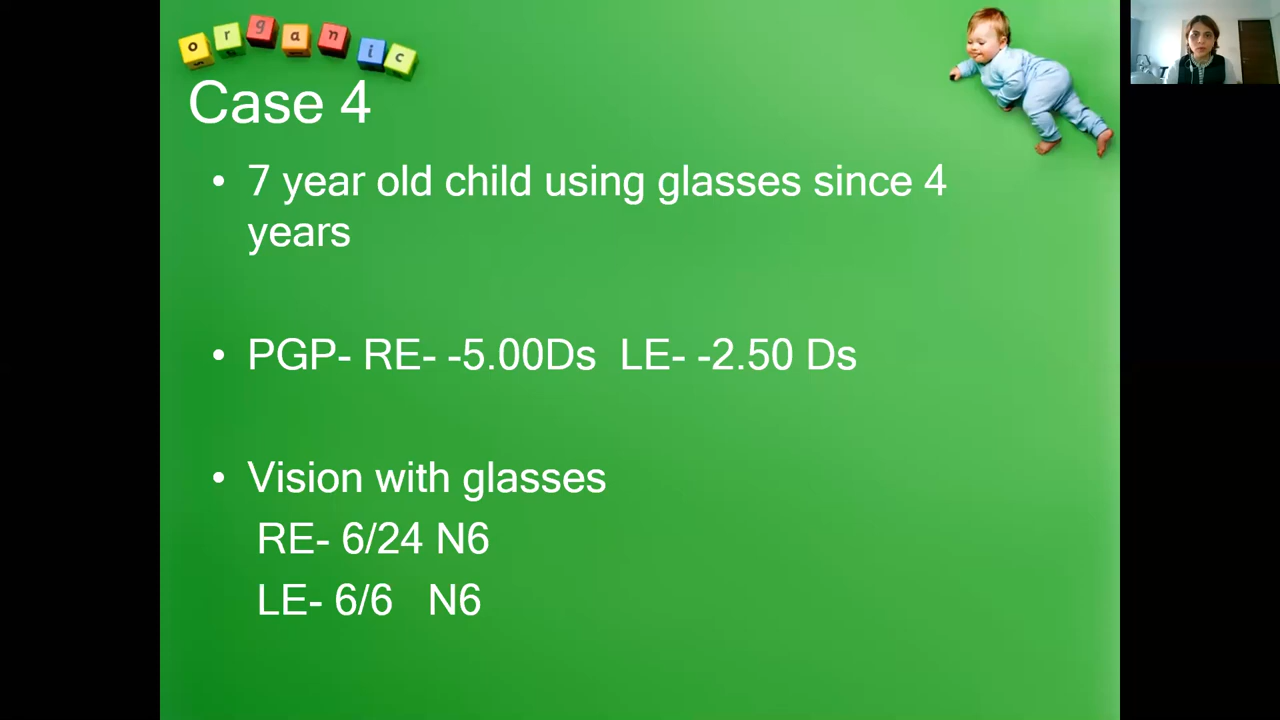 organic
Case 4
• 7 year old child using glasses since 4
years
• PGP- RE- -5.00Ds LE- -2.50 Ds
• Vision with glasses
RE- 6/24 N6
LE- 6/6 N6